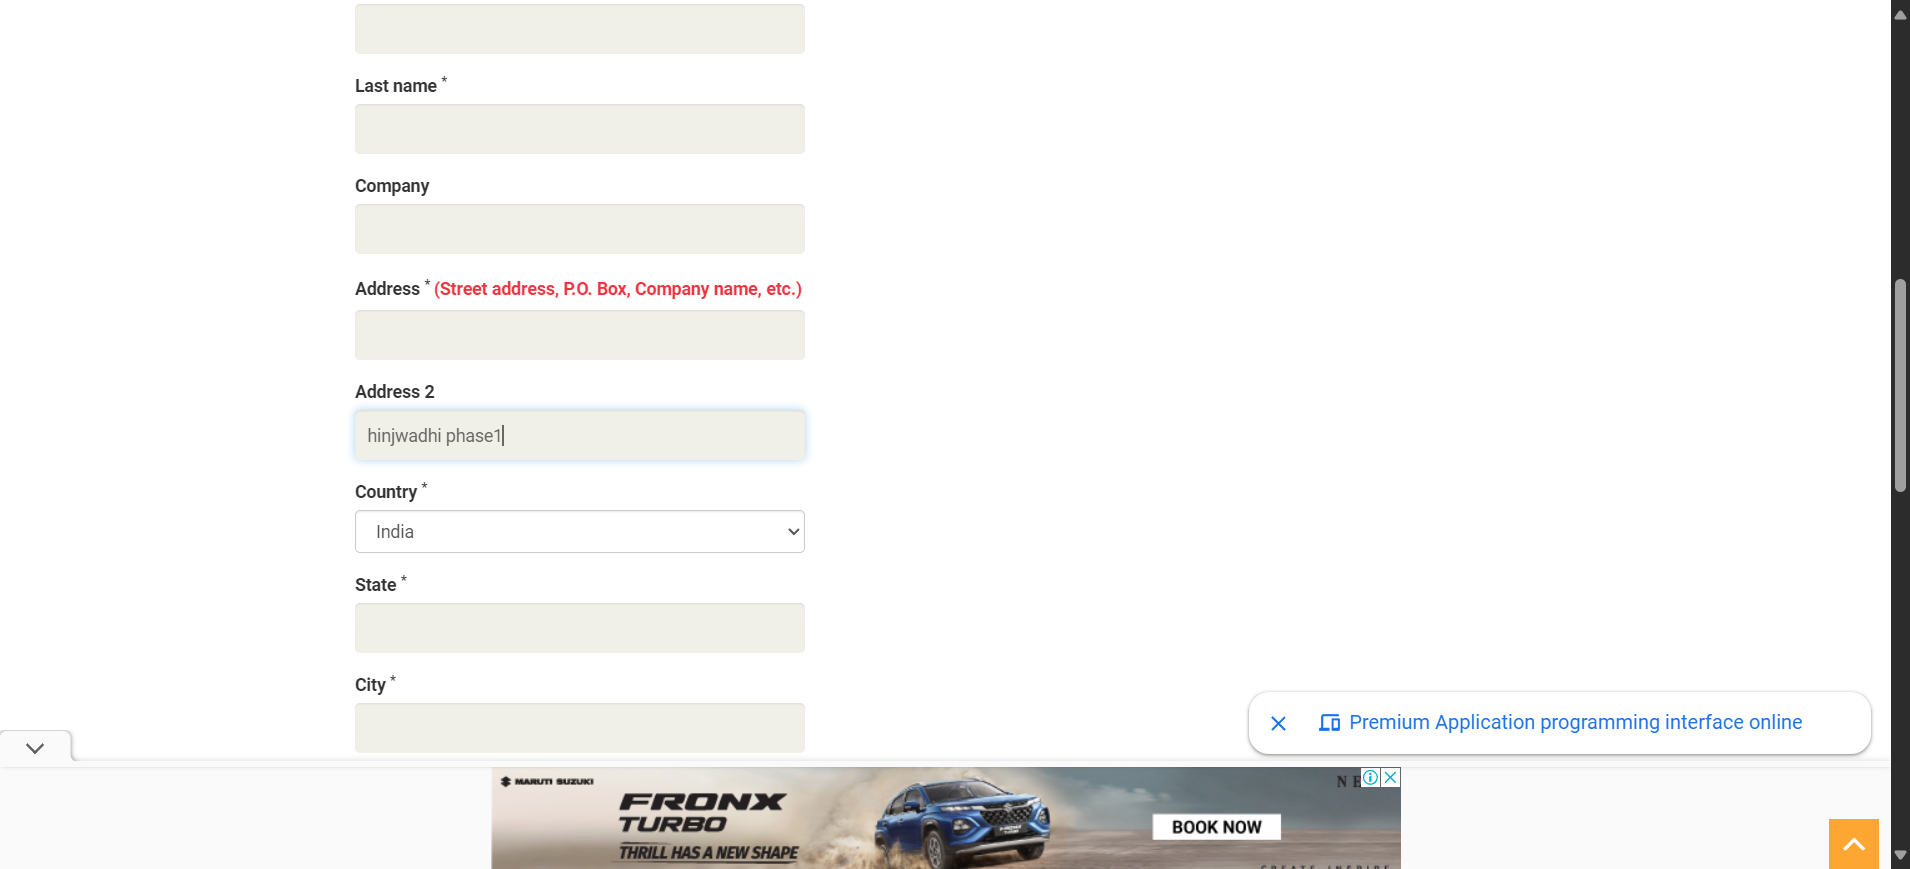 Last name *
Company
Address * (Street address, P.O. Box, Company name, etc.)
Address 2
hinjwadhi phase1
Country *
India
State *
City *
Premium Application programming interface online
MARUTI SUZUKI
FRONX
TURBO
THRILL HAS A NEW SHAPE
BOOK NOW
NE
CREATE. INSPIRE.